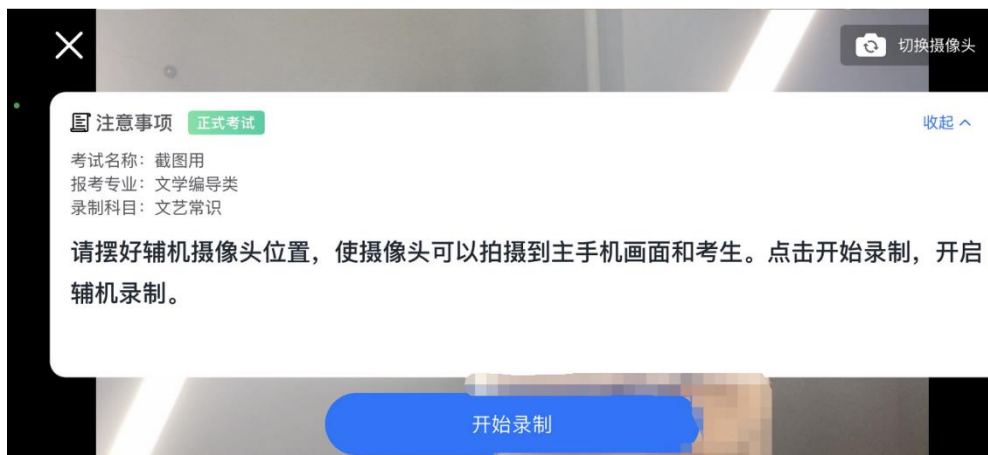 切换摄像头
注意事项 正式考试
收起
考试名称：截图用
报考专业：文学编导类
录制科目：文艺常识
请摆好辅机摄像头位置，使摄像头可以拍摄到主手机画面和考生。点击开始录制，开启
辅机录制。
开始录制